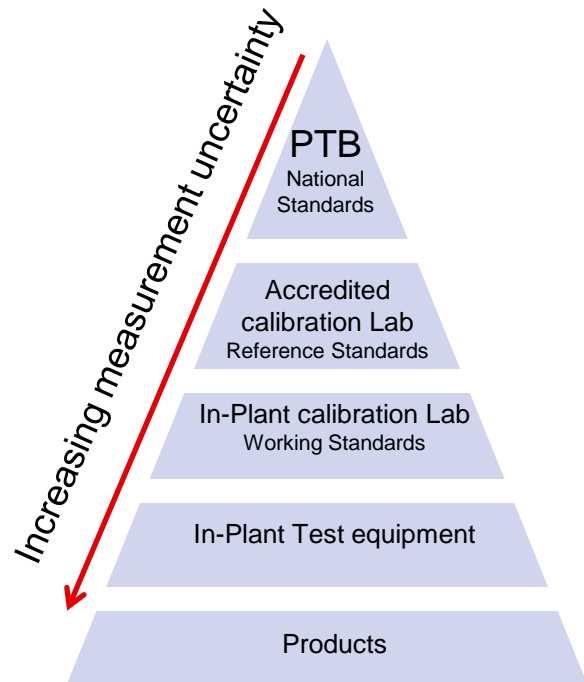 Increasing measurement uncertainty
PTB
National
Standards
Accredited
calibration Lab
Reference Standards
In-Plant calibration Lab
Working Standards
In-Plant Test equipment
Products